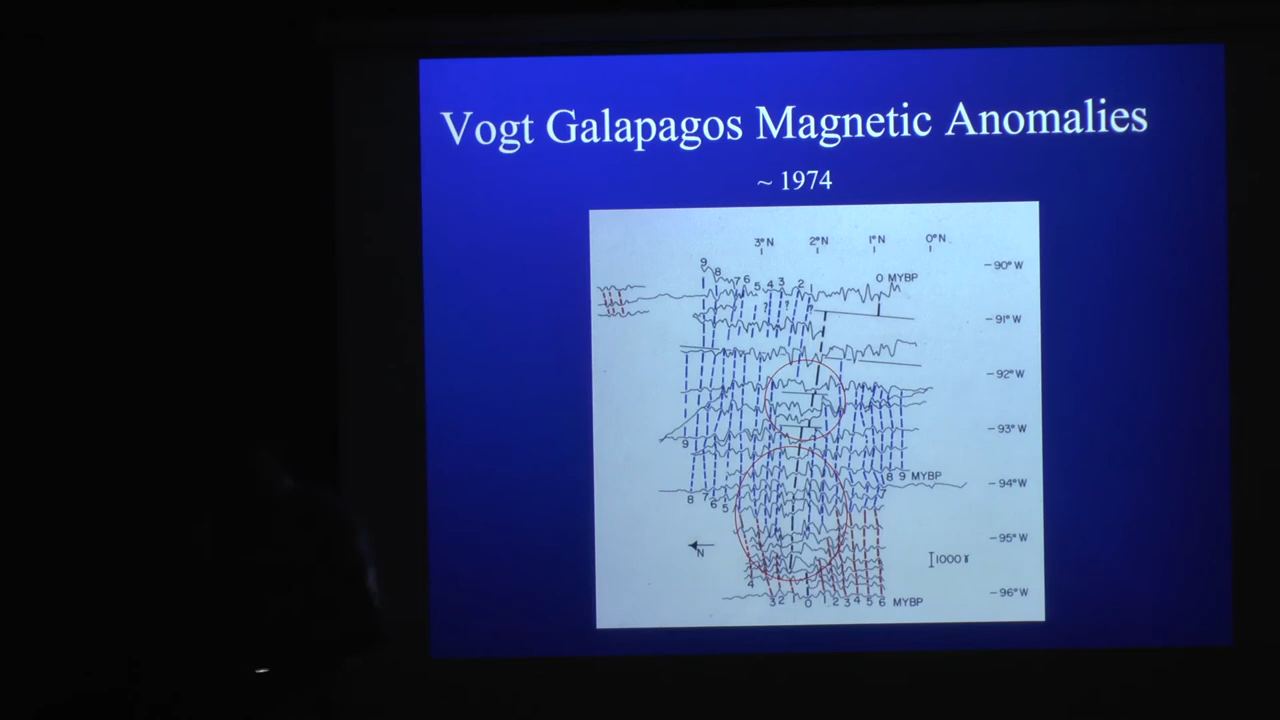 Vogt Galapagos Magnetic Anomalies
~ 1974
3°N 2°N 1°N 0°N
-90°W
9 8 7 6 5 4 3 2 0 MYBP
? ?
-91°W
-92°W
-93°W
9
8 9 MYBP
-94°W
8 7 6 5
-95°W
N
1000 γ
4
-96°W
3 2 1 0 1 2 3 4 5 6 MYBP